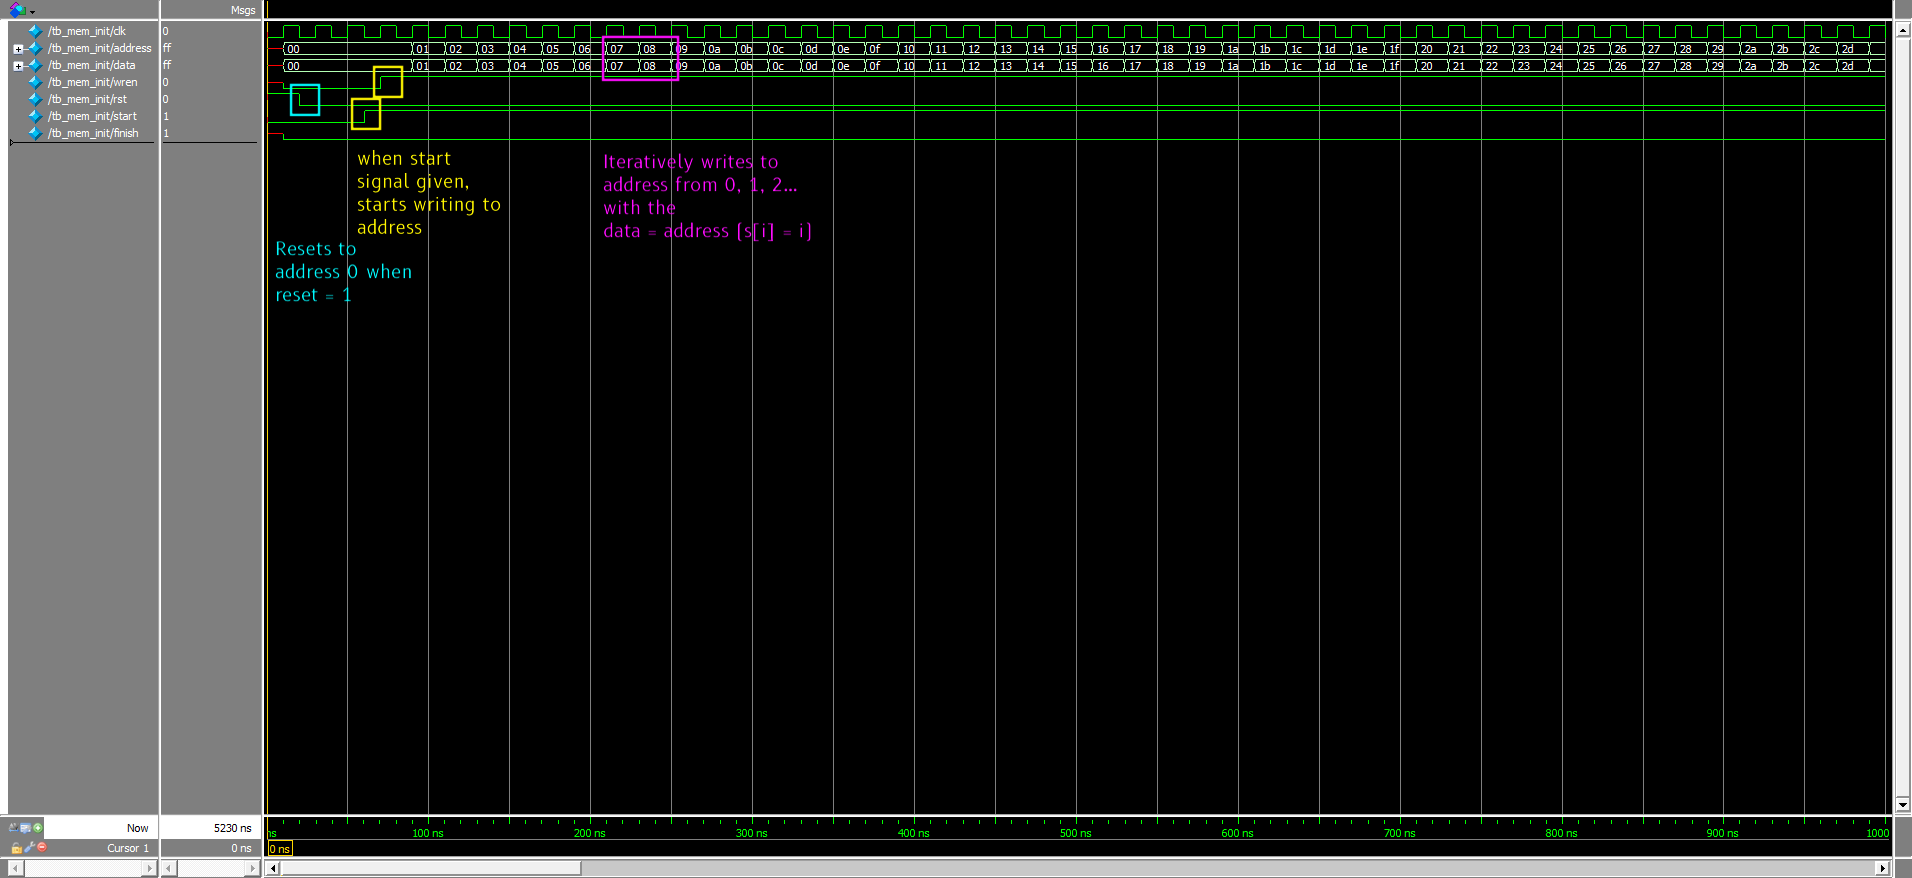 Msgs
/tb_mem_init/clk 0
/tb_mem_init/address ff 00 01 02 03 04 05 06 07 08 09 0a 0b 0c 0d 0e 0f 10 11 12 13 14 15 16 17 18 19 1a 1b 1c 1d 1e 1f 20 21 22 23 24 25 26 27 28 29 2a 2b 2c 2d
/tb_mem_init/data ff 00 01 02 03 04 05 06 07 08 09 0a 0b 0c 0d 0e 0f 10 11 12 13 14 15 16 17 18 19 1a 1b 1c 1d 1e 1f 20 21 22 23 24 25 26 27 28 29 2a 2b 2c 2d
/tb_mem_init/wren 0
/tb_mem_init/rst 0
/tb_mem_init/start 1
/tb_mem_init/finish 1
when start
signal given,
starts writing to
address
Iteratively writes to
address from 0, 1, 2...
with the
data = address [s[i] = i]
Resets to
address 0 when
reset = 1
Now 5230 ns
ns 100 ns 200 ns 300 ns 400 ns 500 ns 600 ns 700 ns 800 ns 900 ns 1000
Cursor 1 0 ns
0 ns